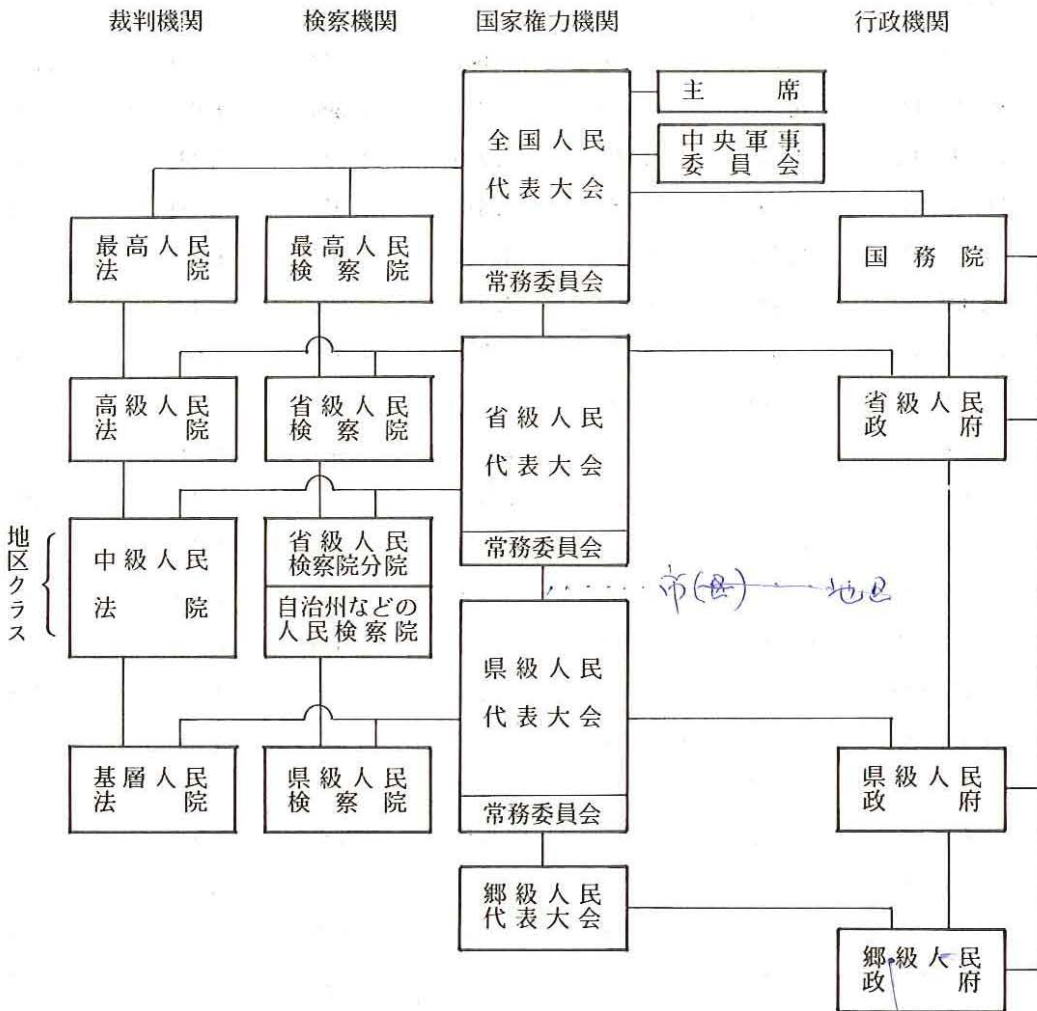 裁判機関 検察機関 国家権力機関 行政機関
主席
全国人民
代表大会
常務委員会
中央軍事
委員会
最高人民
法院
最高人民
検察院
国務院
高級人民
法院
省級人民
検察院
省級人民
代表大会
常務委員会
省級人民
政府
地区クラス
中級人民
法院
省級人民
検察院分院
自治州などの
人民検察院
市(県) 地区
県級人民
代表大会
常務委員会
基層人民
法院
県級人民
検察院
県級人民
政府
郷級人民
代表大会
郷級人民
政府